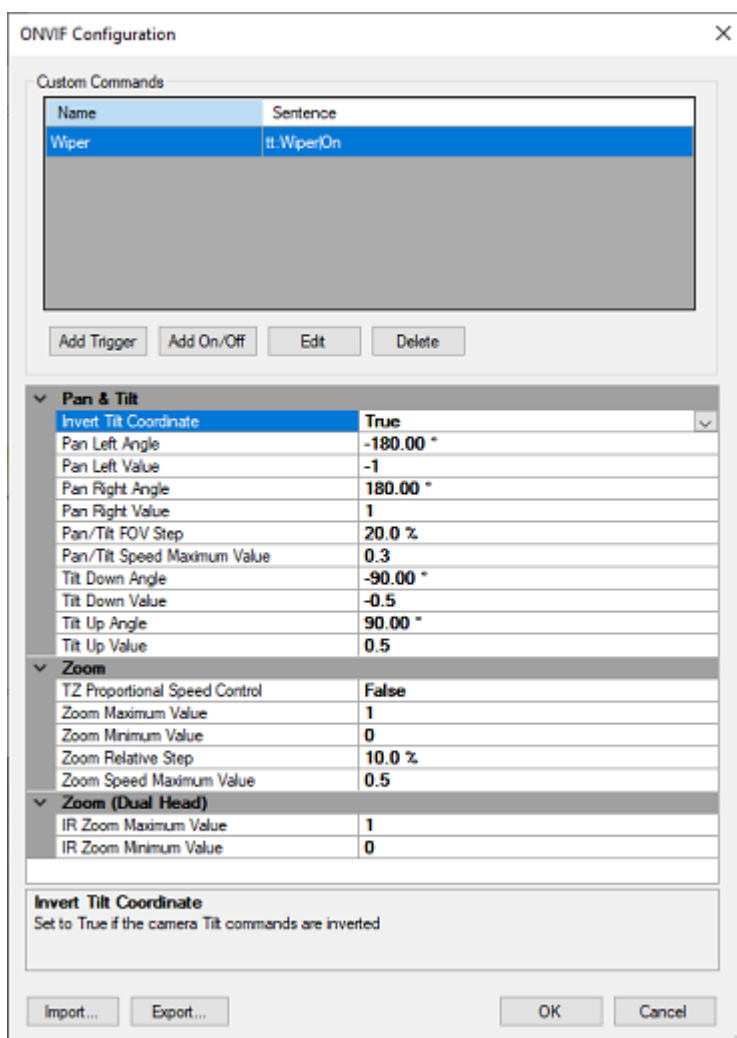 ONVIF Configuration
Custom Commands
Name Sentence
Wiper tt:Wiper|On
Add Trigger Add On/Off Edit Delete
Pan & Tilt
Invert Tilt Coordinate True
Pan Left Angle -180.00 °
Pan Left Value -1
Pan Right Angle 180.00 °
Pan Right Value 1
Pan/Tilt FOV Step 20.0 %
Pan/Tilt Speed Maximum Value 0.3
Tilt Down Angle -90.00 °
Tilt Down Value -0.5
Tilt Up Angle 90.00 °
Tilt Up Value 0.5
Zoom
TZ Proportional Speed Control False
Zoom Maximum Value 1
Zoom Minimum Value 0
Zoom Relative Step 10.0 %
Zoom Speed Maximum Value 0.5
Zoom (Dual Head)
IR Zoom Maximum Value 1
IR Zoom Minimum Value 0
Invert Tilt Coordinate
Set to True if the camera Tilt commands are inverted
Import... Export... OK Cancel